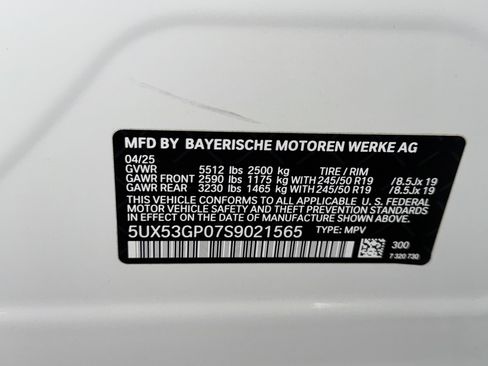 MFD BY BAYERISCHE MOTOREN WERKE AG
04/25
GVWR 5512 lbs 2500 kg TIRE / RIM
GAWR FRONT 2590 lbs 1175 kg WITH 245/50 R19 /8.5Jx 19
GAWR REAR 3230 lbs 1465 kg WITH 245/50 R19 /8.5Jx 19
THIS VEHICLE CONFORMS TO ALL APPLICABLE U. S. FEDERAL
MOTOR VEHICLE SAFETY AND THEFT PREVENTION
STANDARDS IN EFFECT ON THE DATE OF MANUFACTURE SHOWN ABOVE.
5UX53GP07S9021565 TYPE: MPV
300
7 320 730